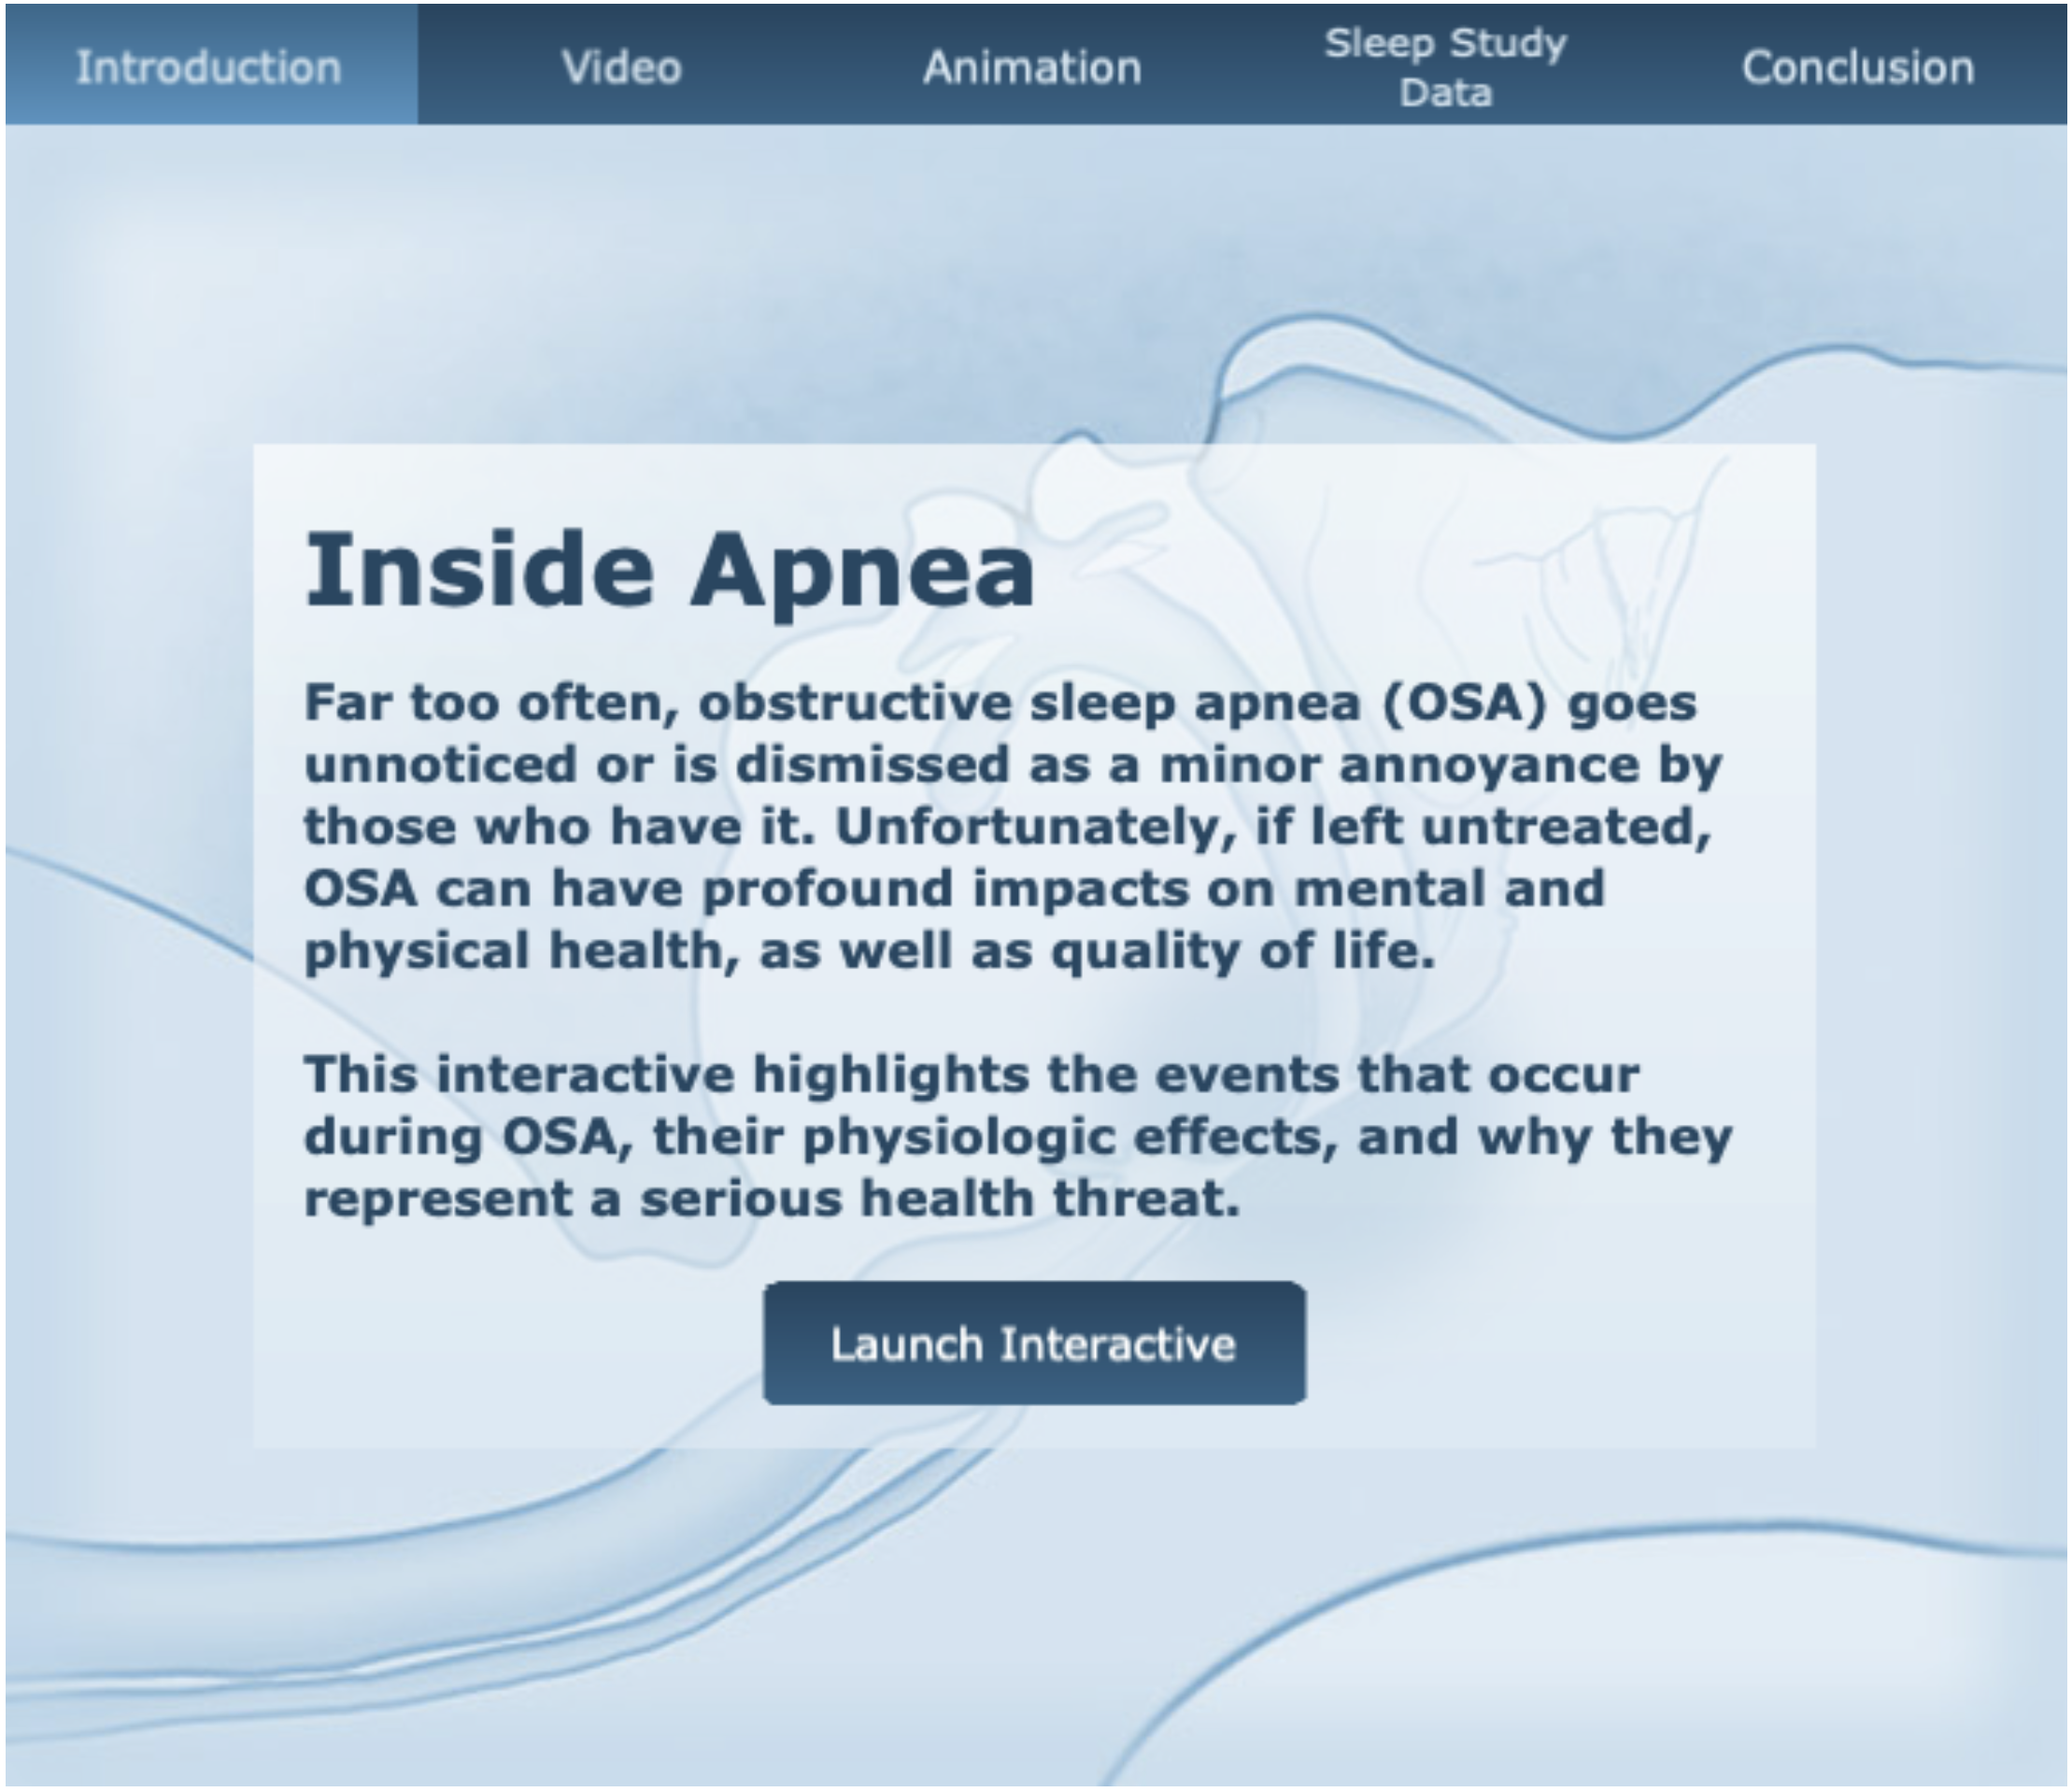 Introduction
Video
Animation
Sleep Study
Data
Conclusion
Inside Apnea
Far too often, obstructive sleep apnea (OSA) goes
unnoticed or is dismissed as a minor annoyance by
those who have it. Unfortunately, if left untreated,
OSA can have profound impacts on mental and
physical health, as well as quality of life.
This interactive highlights the events that occur
during OSA, their physiologic effects, and why they
represent a serious health threat.
Launch Interactive